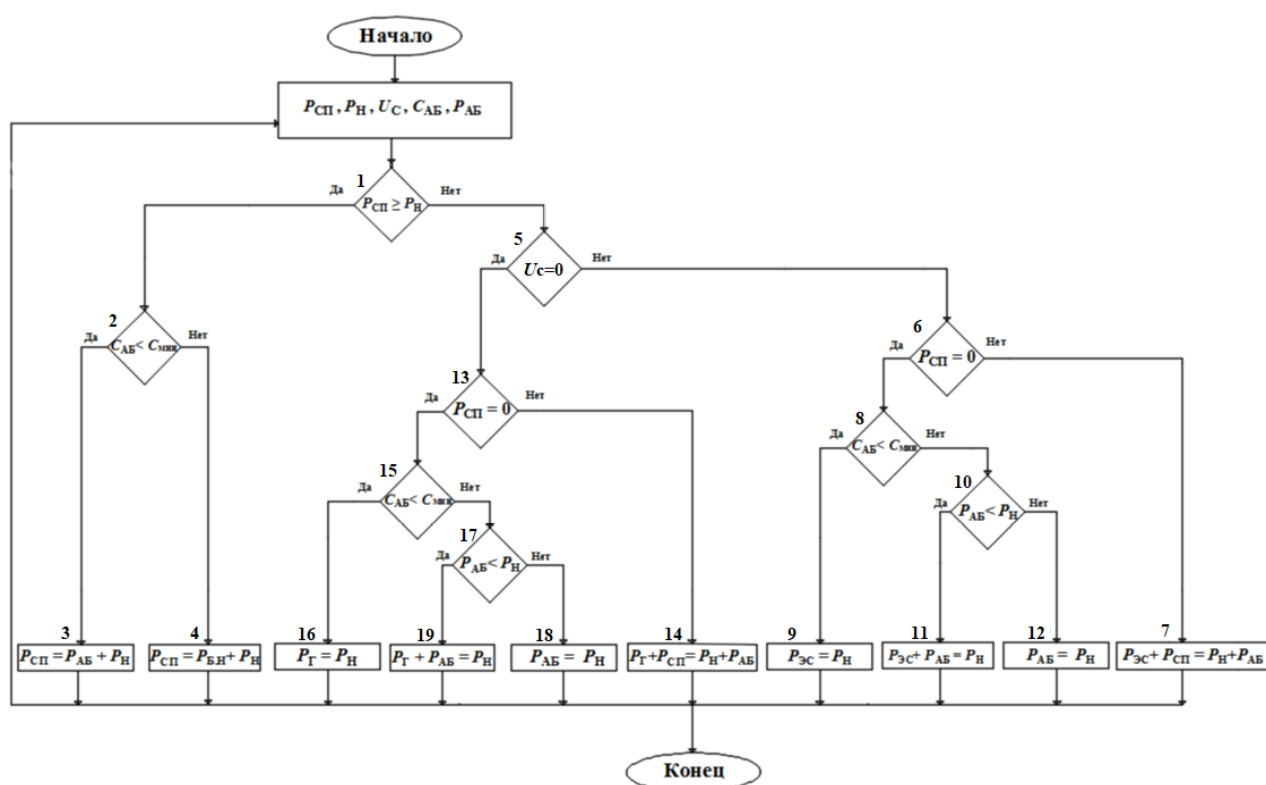 Начало
P_СП, P_Н, U_С, C_АБ, P_АБ
1
Да
Нет
P_СП ≥ P_Н
5
Да
Нет
Uс=0
2
Да
Нет
C_АБ < C_мин
6
Да
Нет
P_СП = 0
13
Да
Нет
P_СП = 0
8
Да
Нет
C_АБ < C_мин
15
Да
Нет
C_АБ < C_мин
10
Да
Нет
P_АБ < P_Н
17
Да
Нет
P_АБ < P_Н
3
P_СП = P_АБ + P_Н
4
P_СП = P_Б.Н + P_Н
16
P_Г = P_Н
19
P_Г + P_АБ = P_Н
18
P_АБ = P_Н
14
P_Г + P_СП = P_Н + P_АБ
9
P_ЭС = P_Н
11
P_ЭС + P_АБ = P_Н
12
P_АБ = P_Н
7
P_ЭС + P_СП = P_Н + P_АБ
Конец